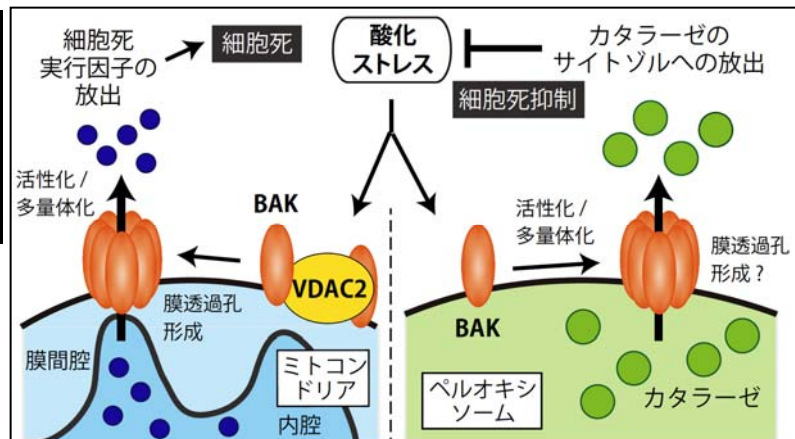 細胞死
実行因子の
放出
細胞死
酸化
ストレス
カタラーゼの
サイトゾルへの放出
細胞死抑制
活性化 /
多量体化
BAK
VDAC2
膜透過孔
形成
膜間腔
ミトコン
ドリア
内腔
活性化 /
多量体化
BAK
膜透過孔
形成 ?
ペルオキシ
ソーム
カタラーゼ